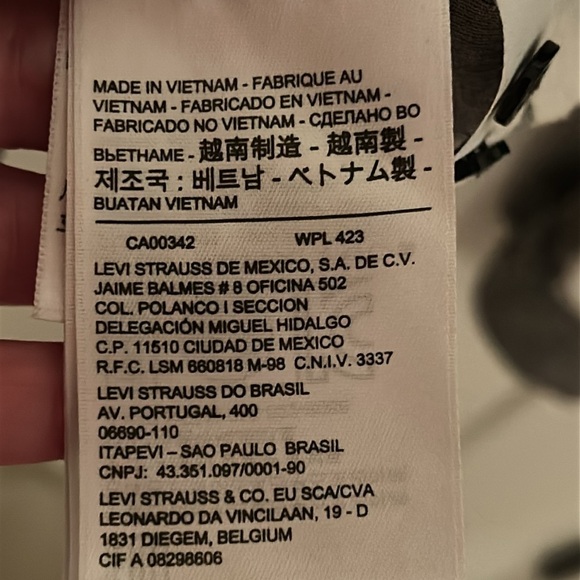 MADE IN VIETNAM - FABRIQUE AU
VIETNAM - FABRICADO EN VIETNAM -
FABRICADO NO VIETNAM - СДЕЛАНО ВО
ВЬЕТНАМЕ - 越南制造 - 越南製 -
제조국 : 베트남 - ベトナム製 -
BUATAN VIETNAM
CA00342 WPL 423
LEVI STRAUSS DE MEXICO, S.A. DE C.V.
JAIME BALMES # 8 OFICINA 502
COL. POLANCO I SECCION
DELEGACIÓN MIGUEL HIDALGO
C.P. 11510 CIUDAD DE MEXICO
R.F.C. LSM 660818 M-98 C.N.I.V. 3337
LEVI STRAUSS DO BRASIL
AV. PORTUGAL, 400
06690-110
ITAPEVI – SAO PAULO BRASIL
CNPJ: 43.351.097/0001-90
LEVI STRAUSS & CO. EU SCA/CVA
LEONARDO DA VINCILAAN, 19 - D
1831 DIEGEM, BELGIUM
CIF A 08298606